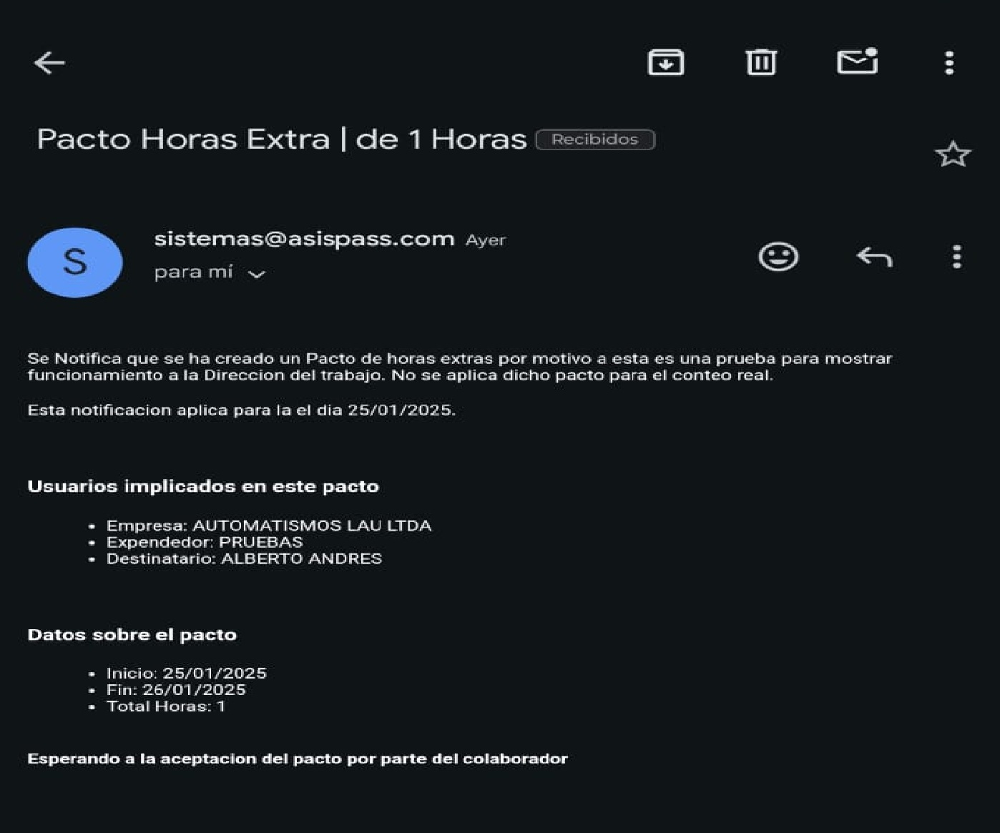 Pacto Horas Extra | de 1 Horas Recibidos
S
sistemas@asispass.com Ayer
para mí
Se Notifica que se ha creado un Pacto de horas extras por motivo a esta es una prueba para mostrar
funcionamiento a la Direccion del trabajo. No se aplica dicho pacto para el conteo real.
Esta notificacion aplica para la el dia 25/01/2025.
Usuarios implicados en este pacto
• Empresa: AUTOMATISMOS LAU LTDA
• Expendedor: PRUEBAS
• Destinatario: ALBERTO ANDRES
Datos sobre el pacto
• Inicio: 25/01/2025
• Fin: 26/01/2025
• Total Horas: 1
Esperando a la aceptacion del pacto por parte del colaborador